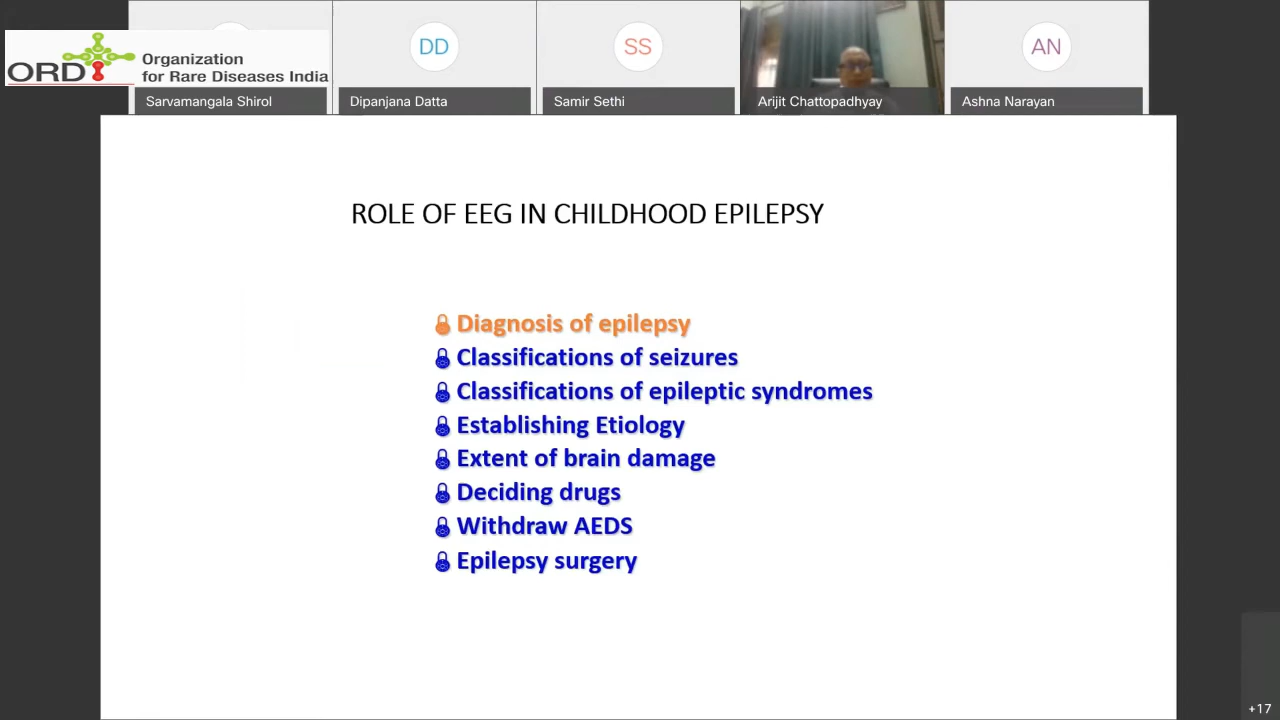 ORD
Organization
for Rare Diseases India
DD
SS
AN
Sarvamangala Shirol
Dipanjana Datta
Samir Sethi
Arijit Chattopadhyay
Ashna Narayan
ROLE OF EEG IN CHILDHOOD EPILEPSY
Diagnosis of epilepsy
Classifications of seizures
Classifications of epileptic syndromes
Establishing Etiology
Extent of brain damage
Deciding drugs
Withdraw AEDS
Epilepsy surgery
+17